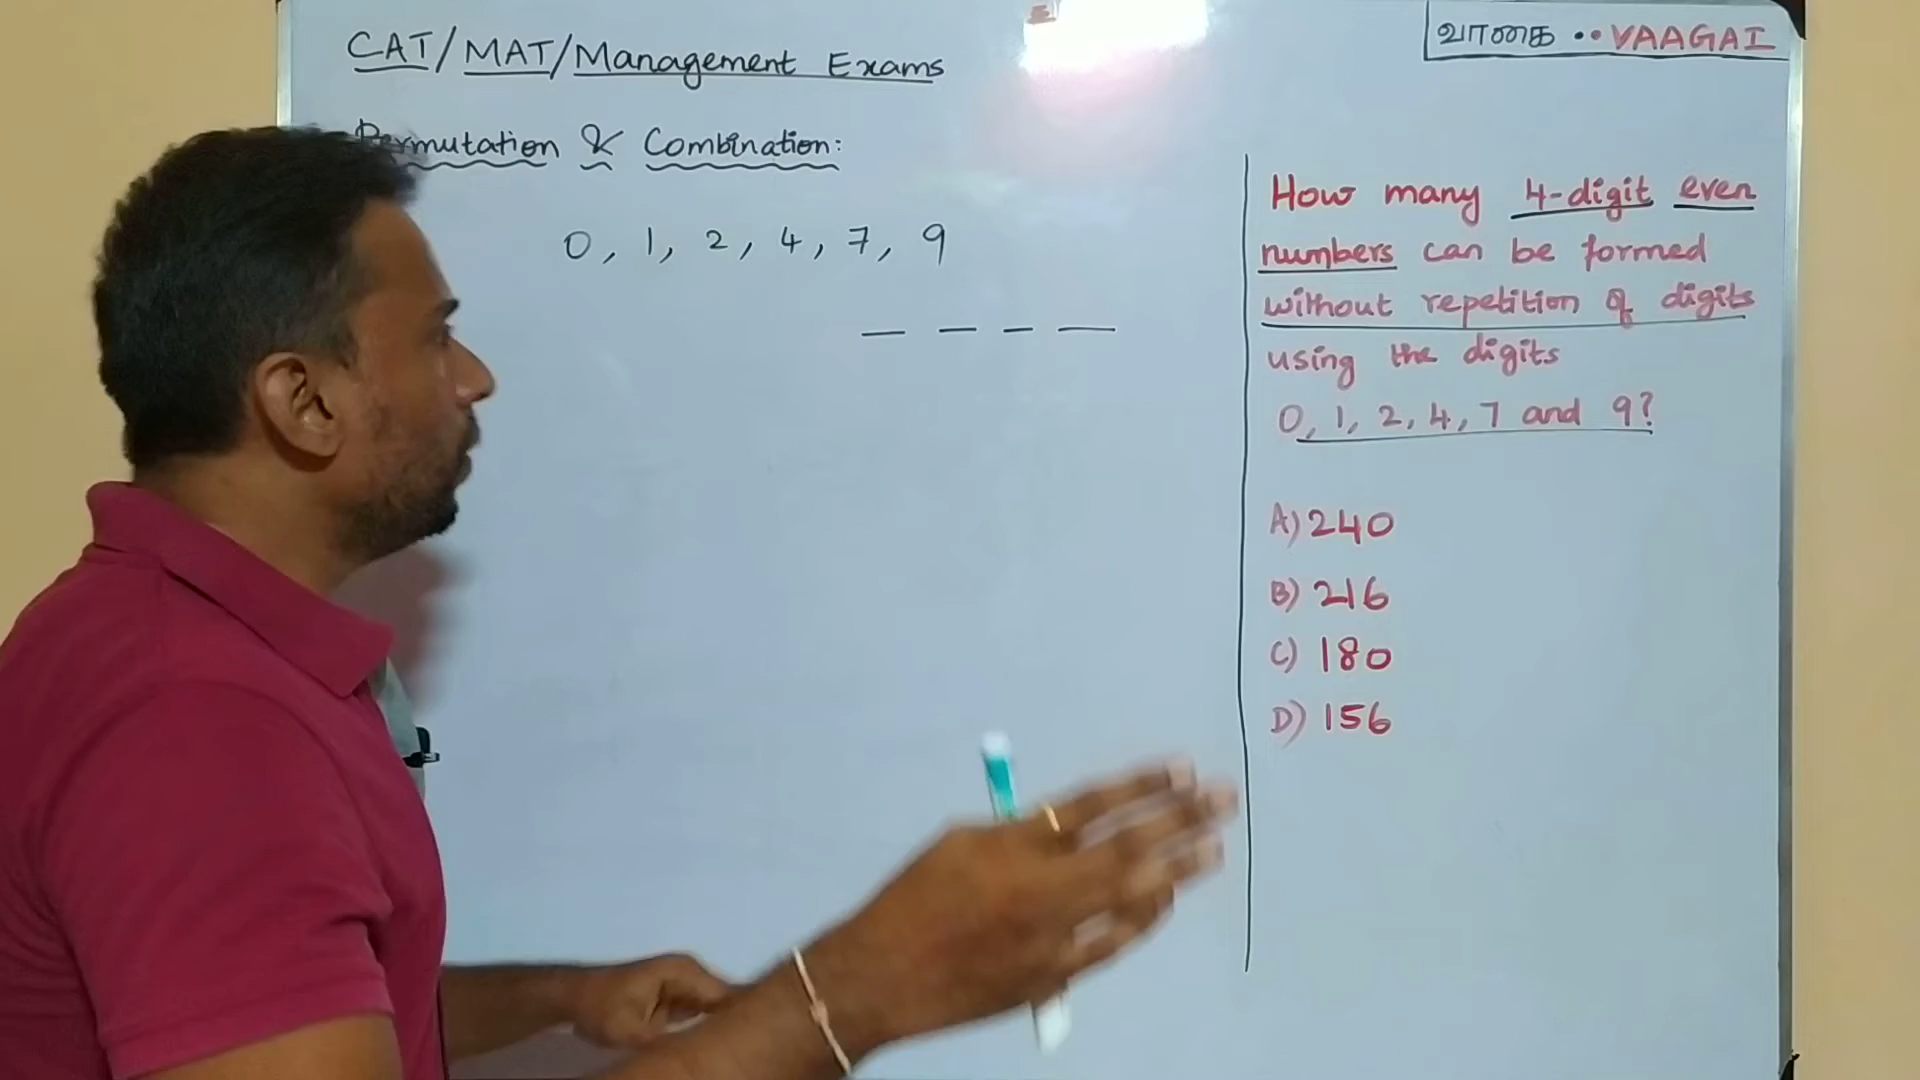 CAT/MAT/Management Exams
வாகை ..VAAGAI
Permutation & Combination:
0, 1, 2, 4, 7, 9
How many 4-digit even
numbers can be formed
without repetition of digits
using the digits
0, 1, 2, 4, 7 and 9?
A) 240
B) 216
C) 180
D) 156